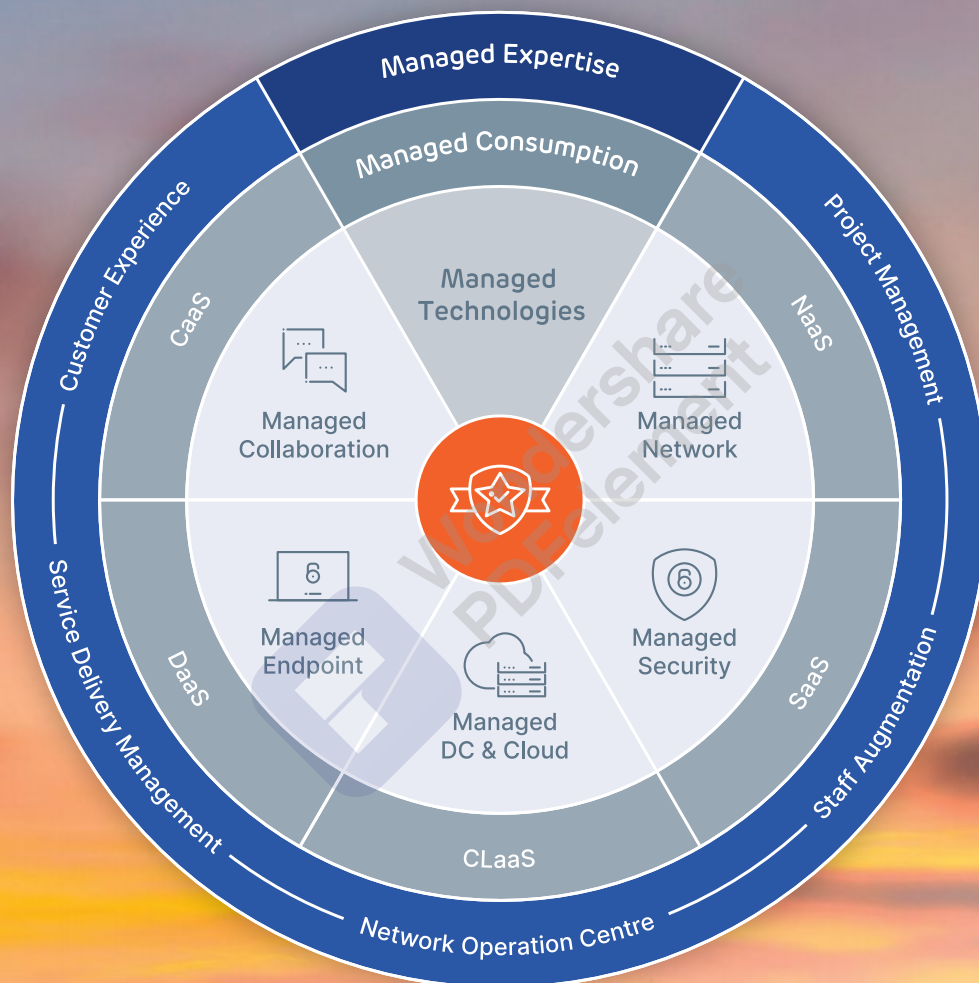 Managed Expertise
Managed Consumption
Managed
Technologies
Customer Experience
Project Management
CaaS
NaaS
Managed
Collaboration
Managed
Network
Wondershare
PDFelement
Managed
Endpoint
Managed
Security
Managed
DC & Cloud
DaaS
SaaS
CLaaS
Service Delivery Management
Staff Augmentation
Network Operation Centre